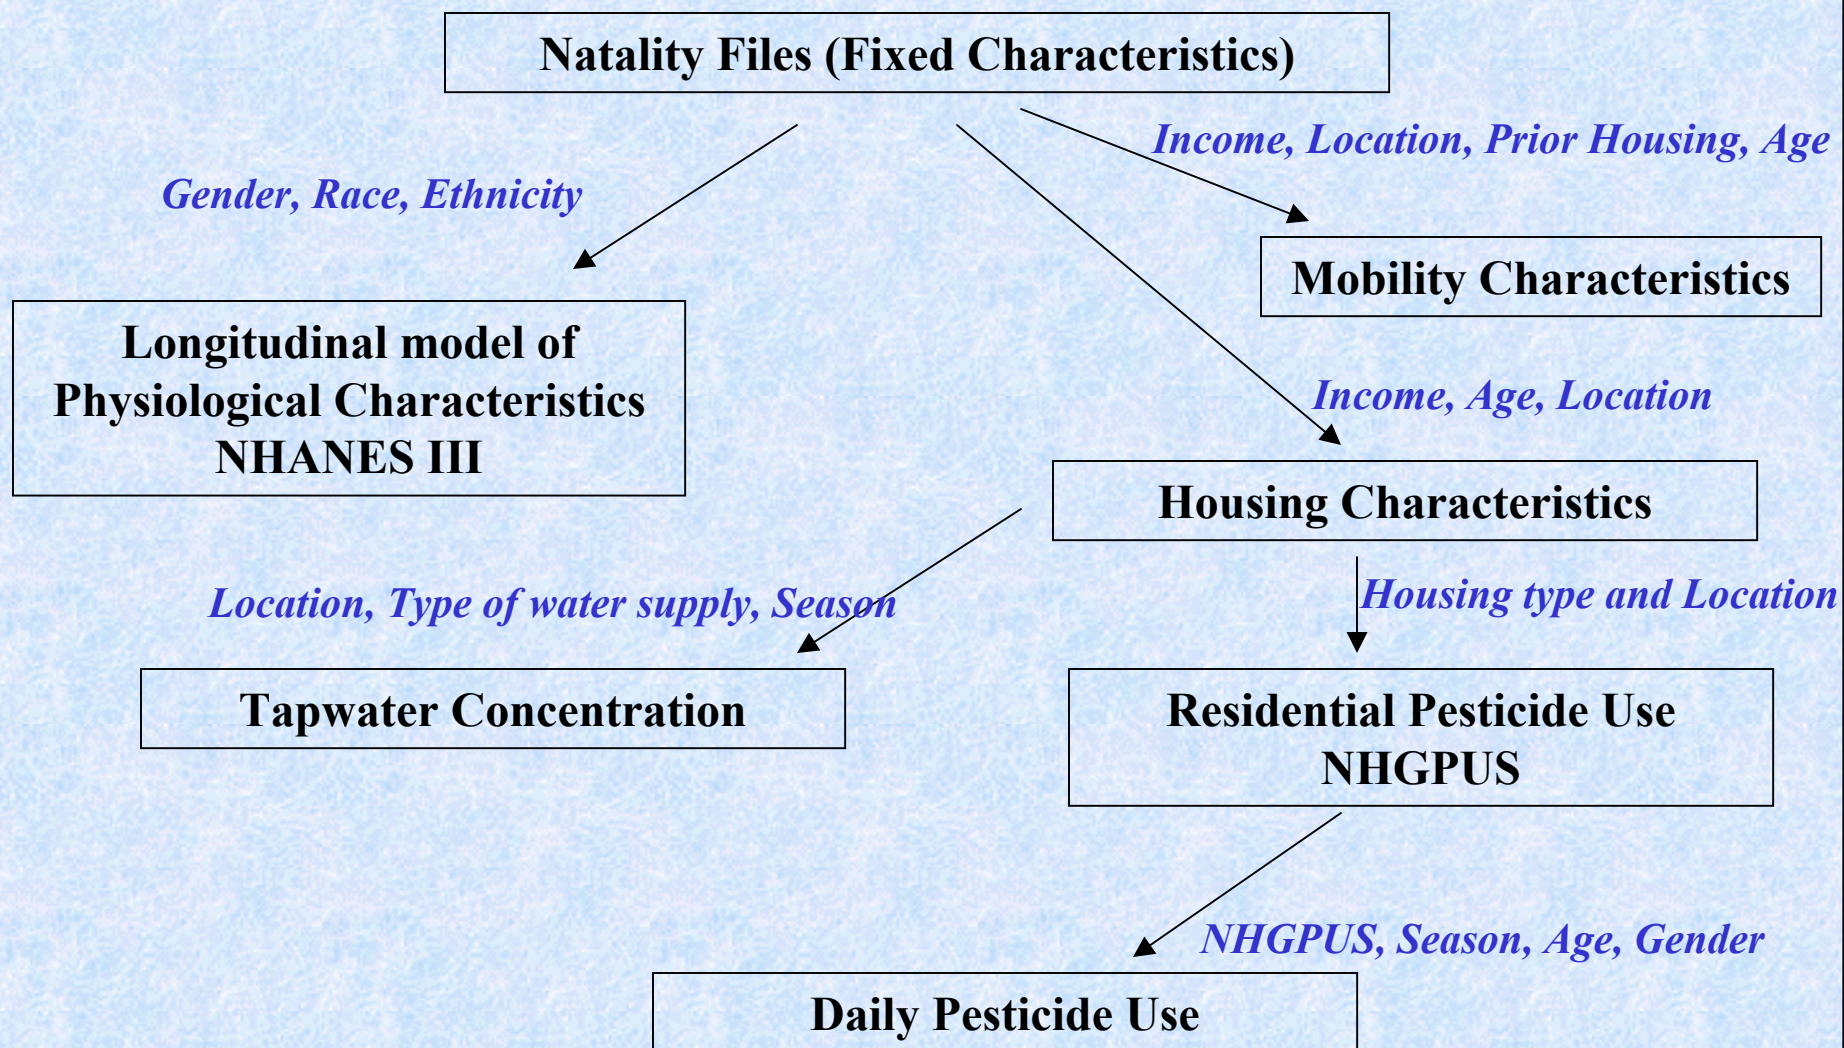 Natality Files (Fixed Characteristics)
Income, Location, Prior Housing, Age
Gender, Race, Ethnicity
Mobility Characteristics
Longitudinal model of
Physiological Characteristics
NHANES III
Income, Age, Location
Housing Characteristics
Location, Type of water supply, Season
Housing type and Location
Tapwater Concentration
Residential Pesticide Use
NHGPUS
NHGPUS, Season, Age, Gender
Daily Pesticide Use